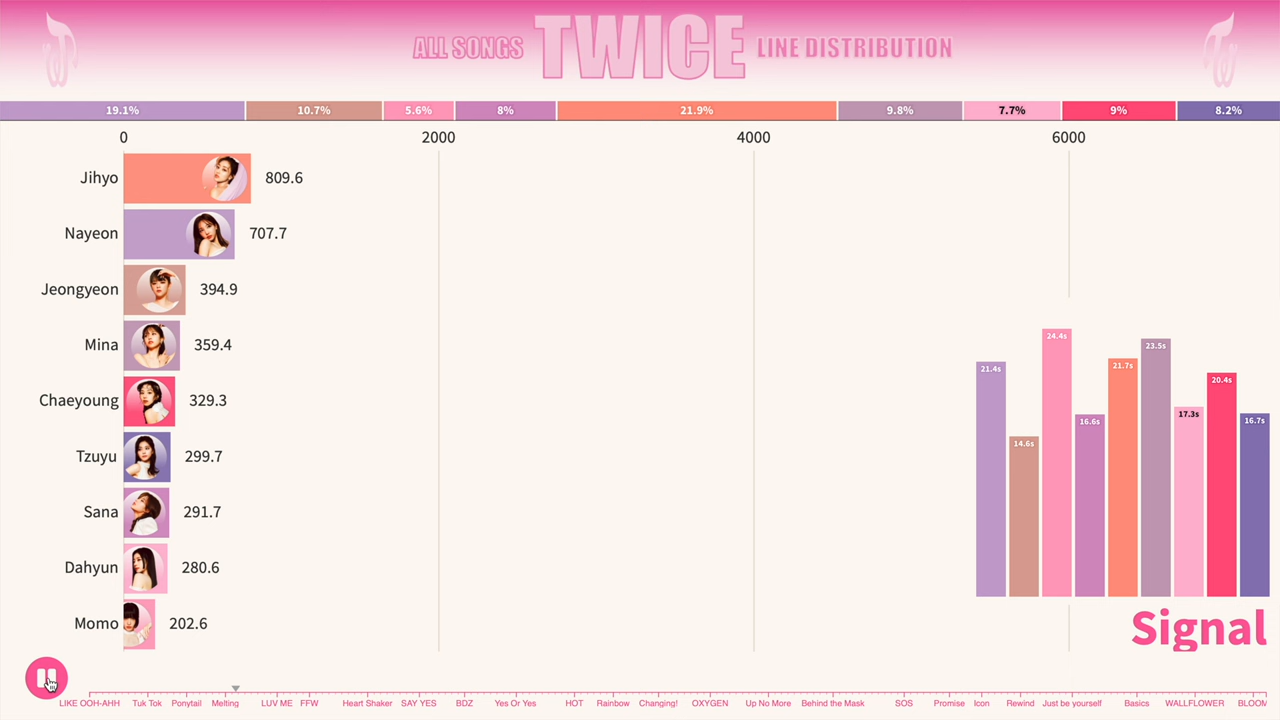 ALL SONGS TWICE LINE DISTRIBUTION
19.1% 10.7% 5.6% 8% 21.9% 9.8% 7.7% 9% 8.2%
0 2000 4000 6000
Jihyo 809.6
Nayeon 707.7
Jeongyeon 394.9
Mina 359.4
Chaeyoung 329.3
Tzuyu 299.7
Sana 291.7
Dahyun 280.6
Momo 202.6
21.4s 14.6s 24.4s 16.6s 21.7s 23.5s 17.3s 20.4s 16.7s
Signal
LIKE OOH-AHH Tuk Tok Ponytail Melting LUV ME FFW Heart Shaker SAY YES BDZ Yes Or Yes HOT Rainbow Changing! OXYGEN Up No More Behind the Mask SOS Promise Icon Rewind Just be yourself Basics WALLFLOWER BLOOM